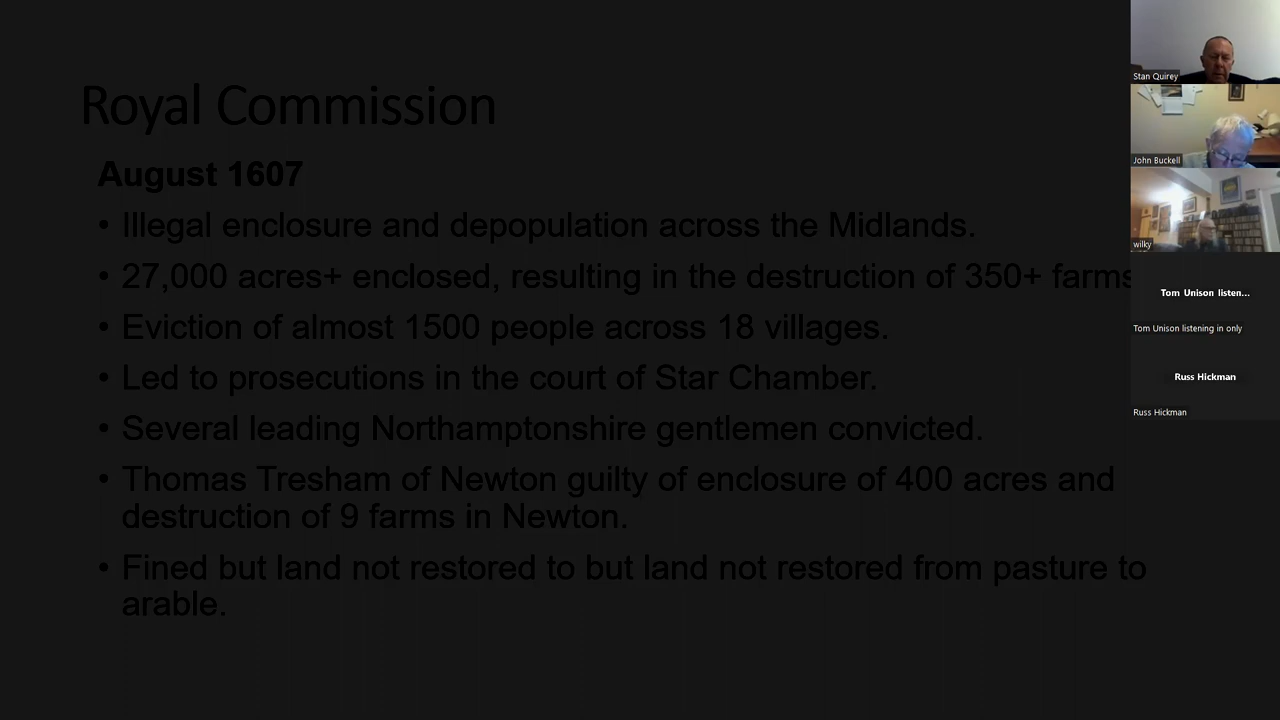 Royal Commission
August 1607
• Illegal enclosure and depopulation across the Midlands.
• 27,000 acres+ enclosed, resulting in the destruction of 350+ farms
• Eviction of almost 1500 people across 18 villages.
• Led to prosecutions in the court of Star Chamber.
• Several leading Northamptonshire gentlemen convicted.
• Thomas Tresham of Newton guilty of enclosure of 400 acres and
destruction of 9 farms in Newton.
• Fined but land not restored to but land not restored from pasture to
arable.
Stan Quirey
John Buckell
wilky
Tom Unison listen...
Tom Unison listening in only
Russ Hickman
Russ Hickman